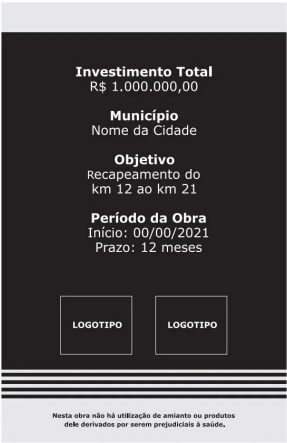 Investimento Total
R$ 1.000.000,00
Município
Nome da Cidade
Objetivo
Recapeamento do
km 12 ao km 21
Período da Obra
Início: 00/00/2021
Prazo: 12 meses
LOGOTIPO
LOGOTIPO
Nesta obra não há utilização de amianto ou produtos
dele derivados por serem prejudiciais à saúde.